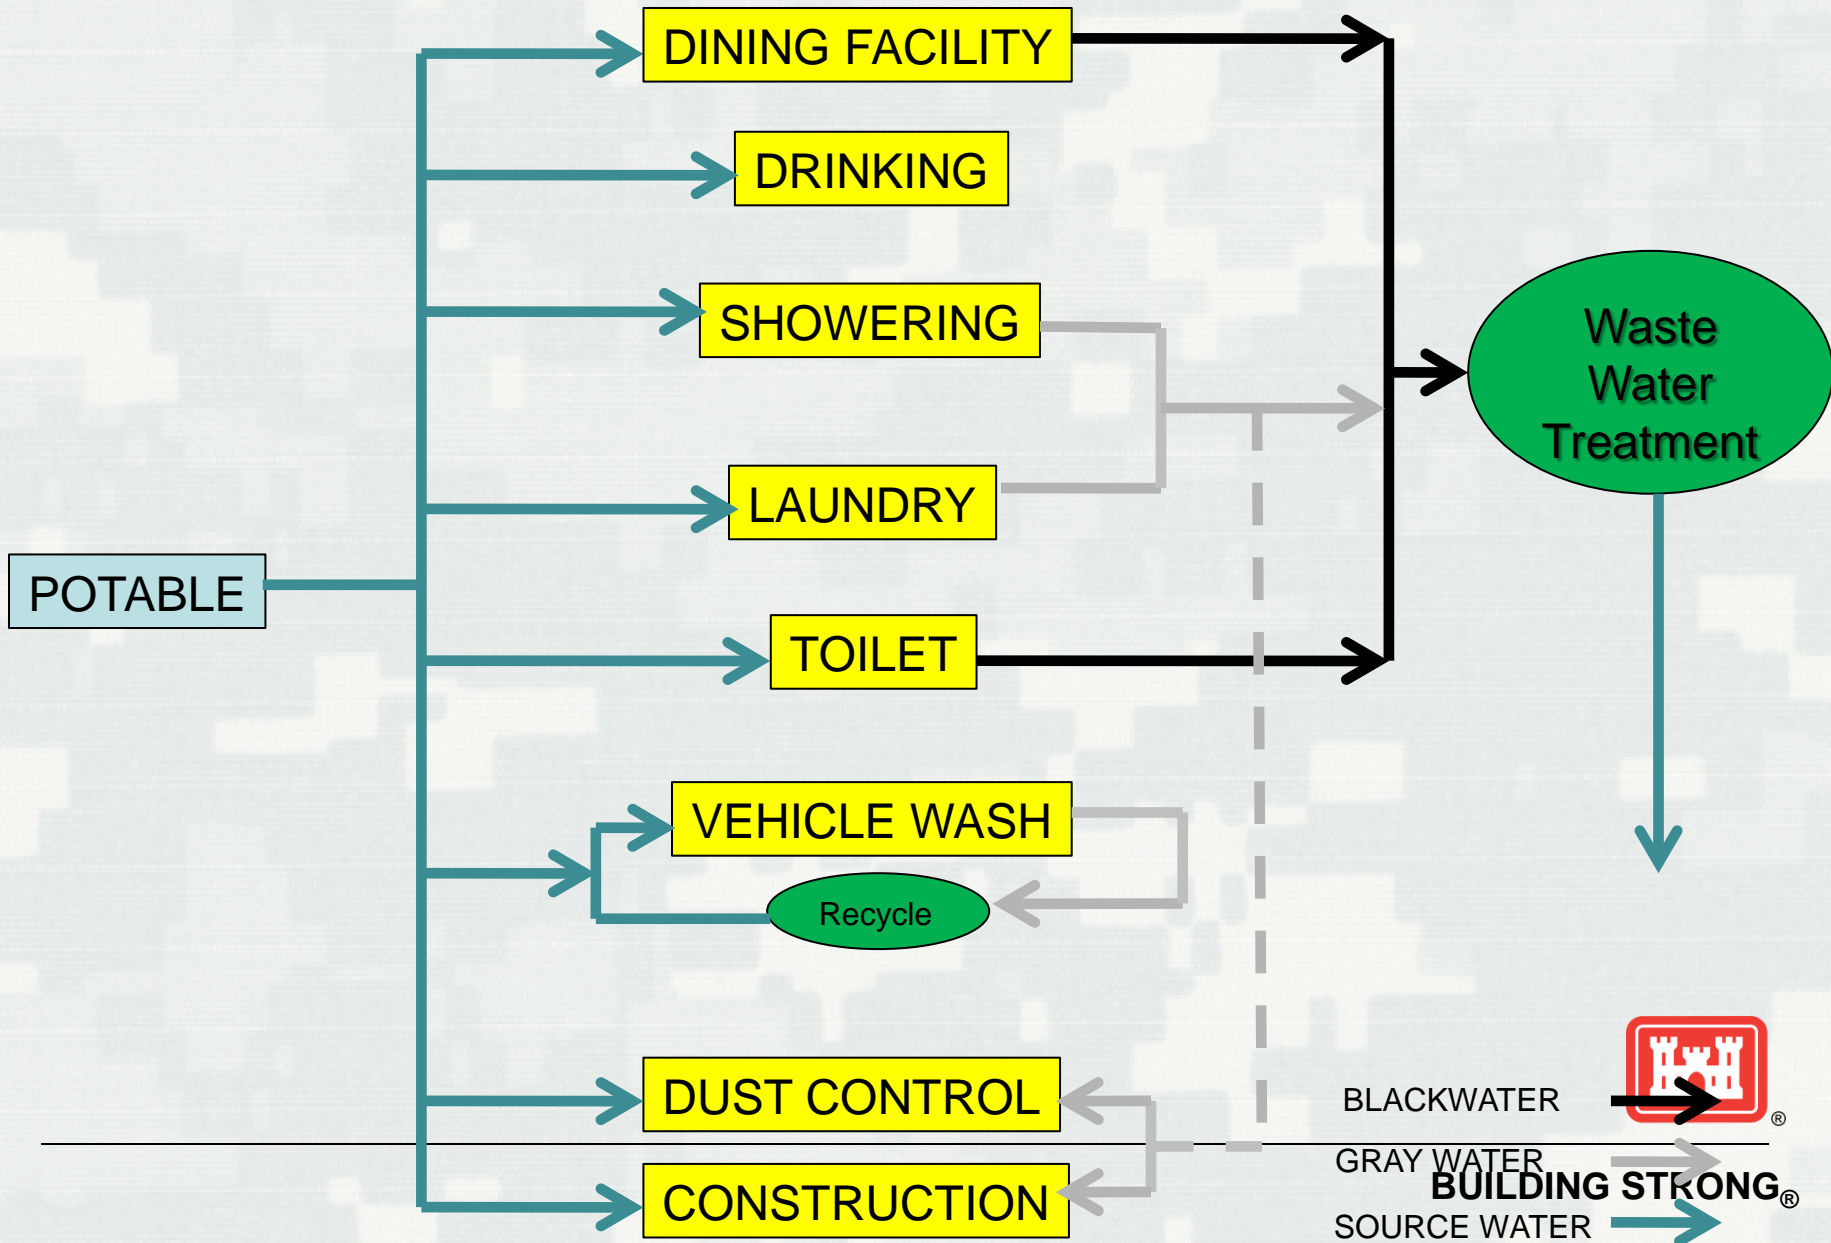 DINING FACILITY
DRINKING
SHOWERING
Waste
Water
Treatment
LAUNDRY
POTABLE
TOILET
VEHICLE WASH
Recycle
DUST CONTROL
CONSTRUCTION
BLACKWATER
®
GRAY WATER
BUILDING STRONG®
SOURCE WATER